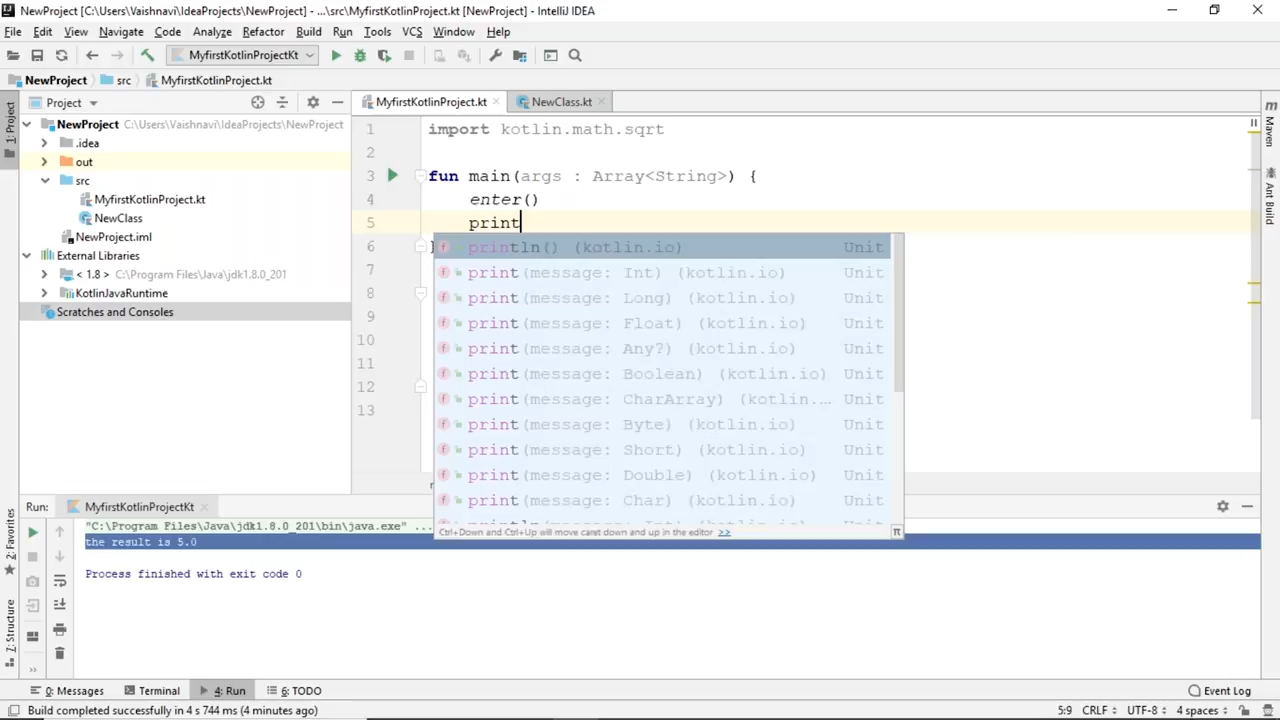 NewProject [C:\Users\Vaishnavi\IdeaProjects\NewProject] - ...\src\MyfirstKotlinProject.kt [NewProject] - IntelliJ IDEA
File Edit View Navigate Code Analyze Refactor Build Run Tools VCS Window Help
MyfirstKotlinProjectKt
NewProject src MyfirstKotlinProject.kt
Project
MyfirstKotlinProject.kt
NewClass.kt
1: Project
Maven
Ant Build
NewProject C:\Users\Vaishnavi\IdeaProjects\NewProject
.idea
out
src
MyfirstKotlinProject.kt
NewClass
NewProject.iml
External Libraries
< 1.8 > C:\Program Files\Java\jdk1.8.0_201
KotlinJavaRuntime
Scratches and Consoles
1 import kotlin.math.sqrt
2
3 fun main(args : Array<String>) {
4 enter()
5 print
6
7
8
9
10
11
12
13
println() (kotlin.io) Unit
print(message: Int) (kotlin.io) Unit
print(message: Long) (kotlin.io) Unit
print(message: Float) (kotlin.io) Unit
print(message: Any?) (kotlin.io) Unit
print(message: Boolean) (kotlin.io) Unit
print(message: CharArray) (kotlin.... Unit
print(message: Byte) (kotlin.io) Unit
print(message: Short) (kotlin.io) Unit
print(message: Double) (kotlin.io) Unit
print(message: Char) (kotlin.io) Unit
Ctrl+Down and Ctrl+Up will move caret down and up in the editor >>
Run: MyfirstKotlinProjectKt
"C:\Program Files\Java\jdk1.8.0_201\bin\java.exe" ...
the result is 5.0
Process finished with exit code 0
2: Favorites
7: Structure
0: Messages Terminal 4: Run 6: TODO Event Log
Build completed successfully in 4 s 744 ms (4 minutes ago) 5:9 CRLF UTF-8 4 spaces